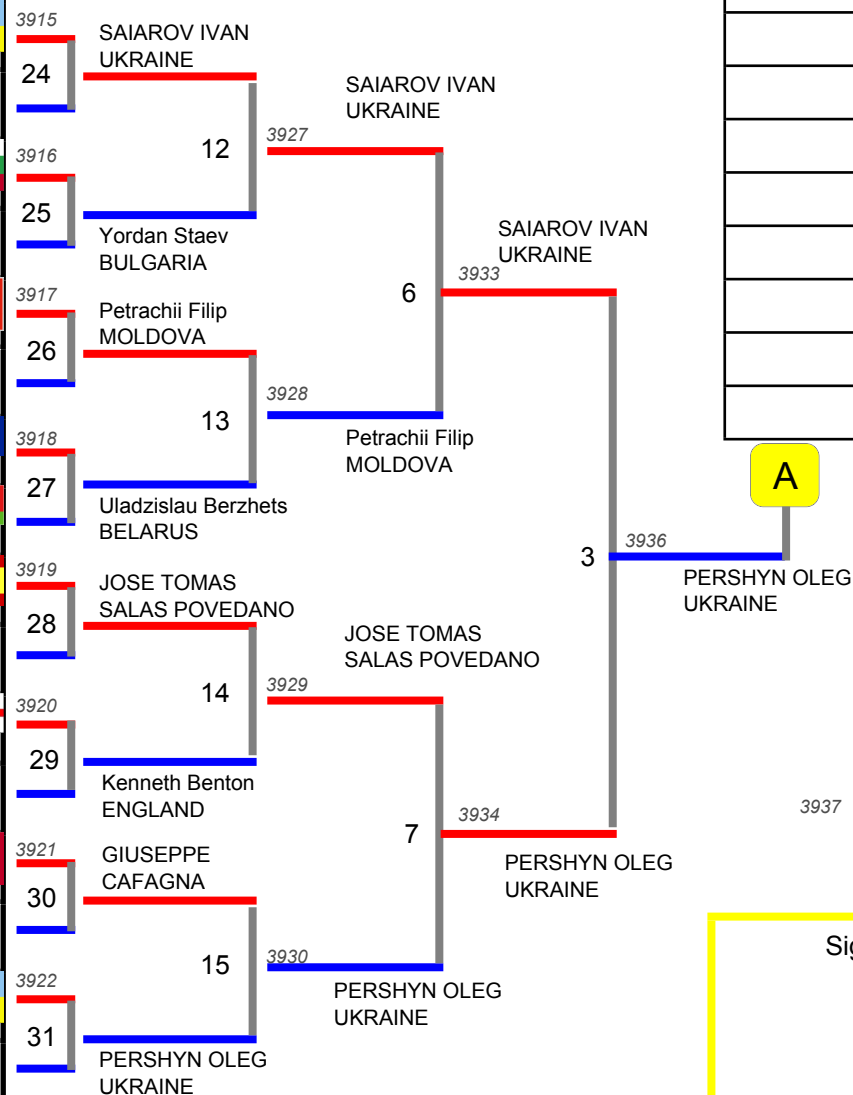 3915
SAIAROV IVAN
UKRAINE
24
SAIAROV IVAN
UKRAINE
3927
12
3916
25
Yordan Staev
BULGARIA
SAIAROV IVAN
UKRAINE
3933
6
3917
Petrachii Filip
MOLDOVA
26
3928
13
Petrachii Filip
MOLDOVA
3918
27
Uladzislau Berzhets
BELARUS
A
3936
3
PERSHYN OLEG
UKRAINE
3919
JOSE TOMAS
SALAS POVEDANO
28
JOSE TOMAS
SALAS POVEDANO
3929
14
3920
29
Kenneth Benton
ENGLAND
3934
7
3937
PERSHYN OLEG
UKRAINE
3921
GIUSEPPE
CAFAGNA
30
3930
15
PERSHYN OLEG
UKRAINE
3922
31
PERSHYN OLEG
UKRAINE
Sig